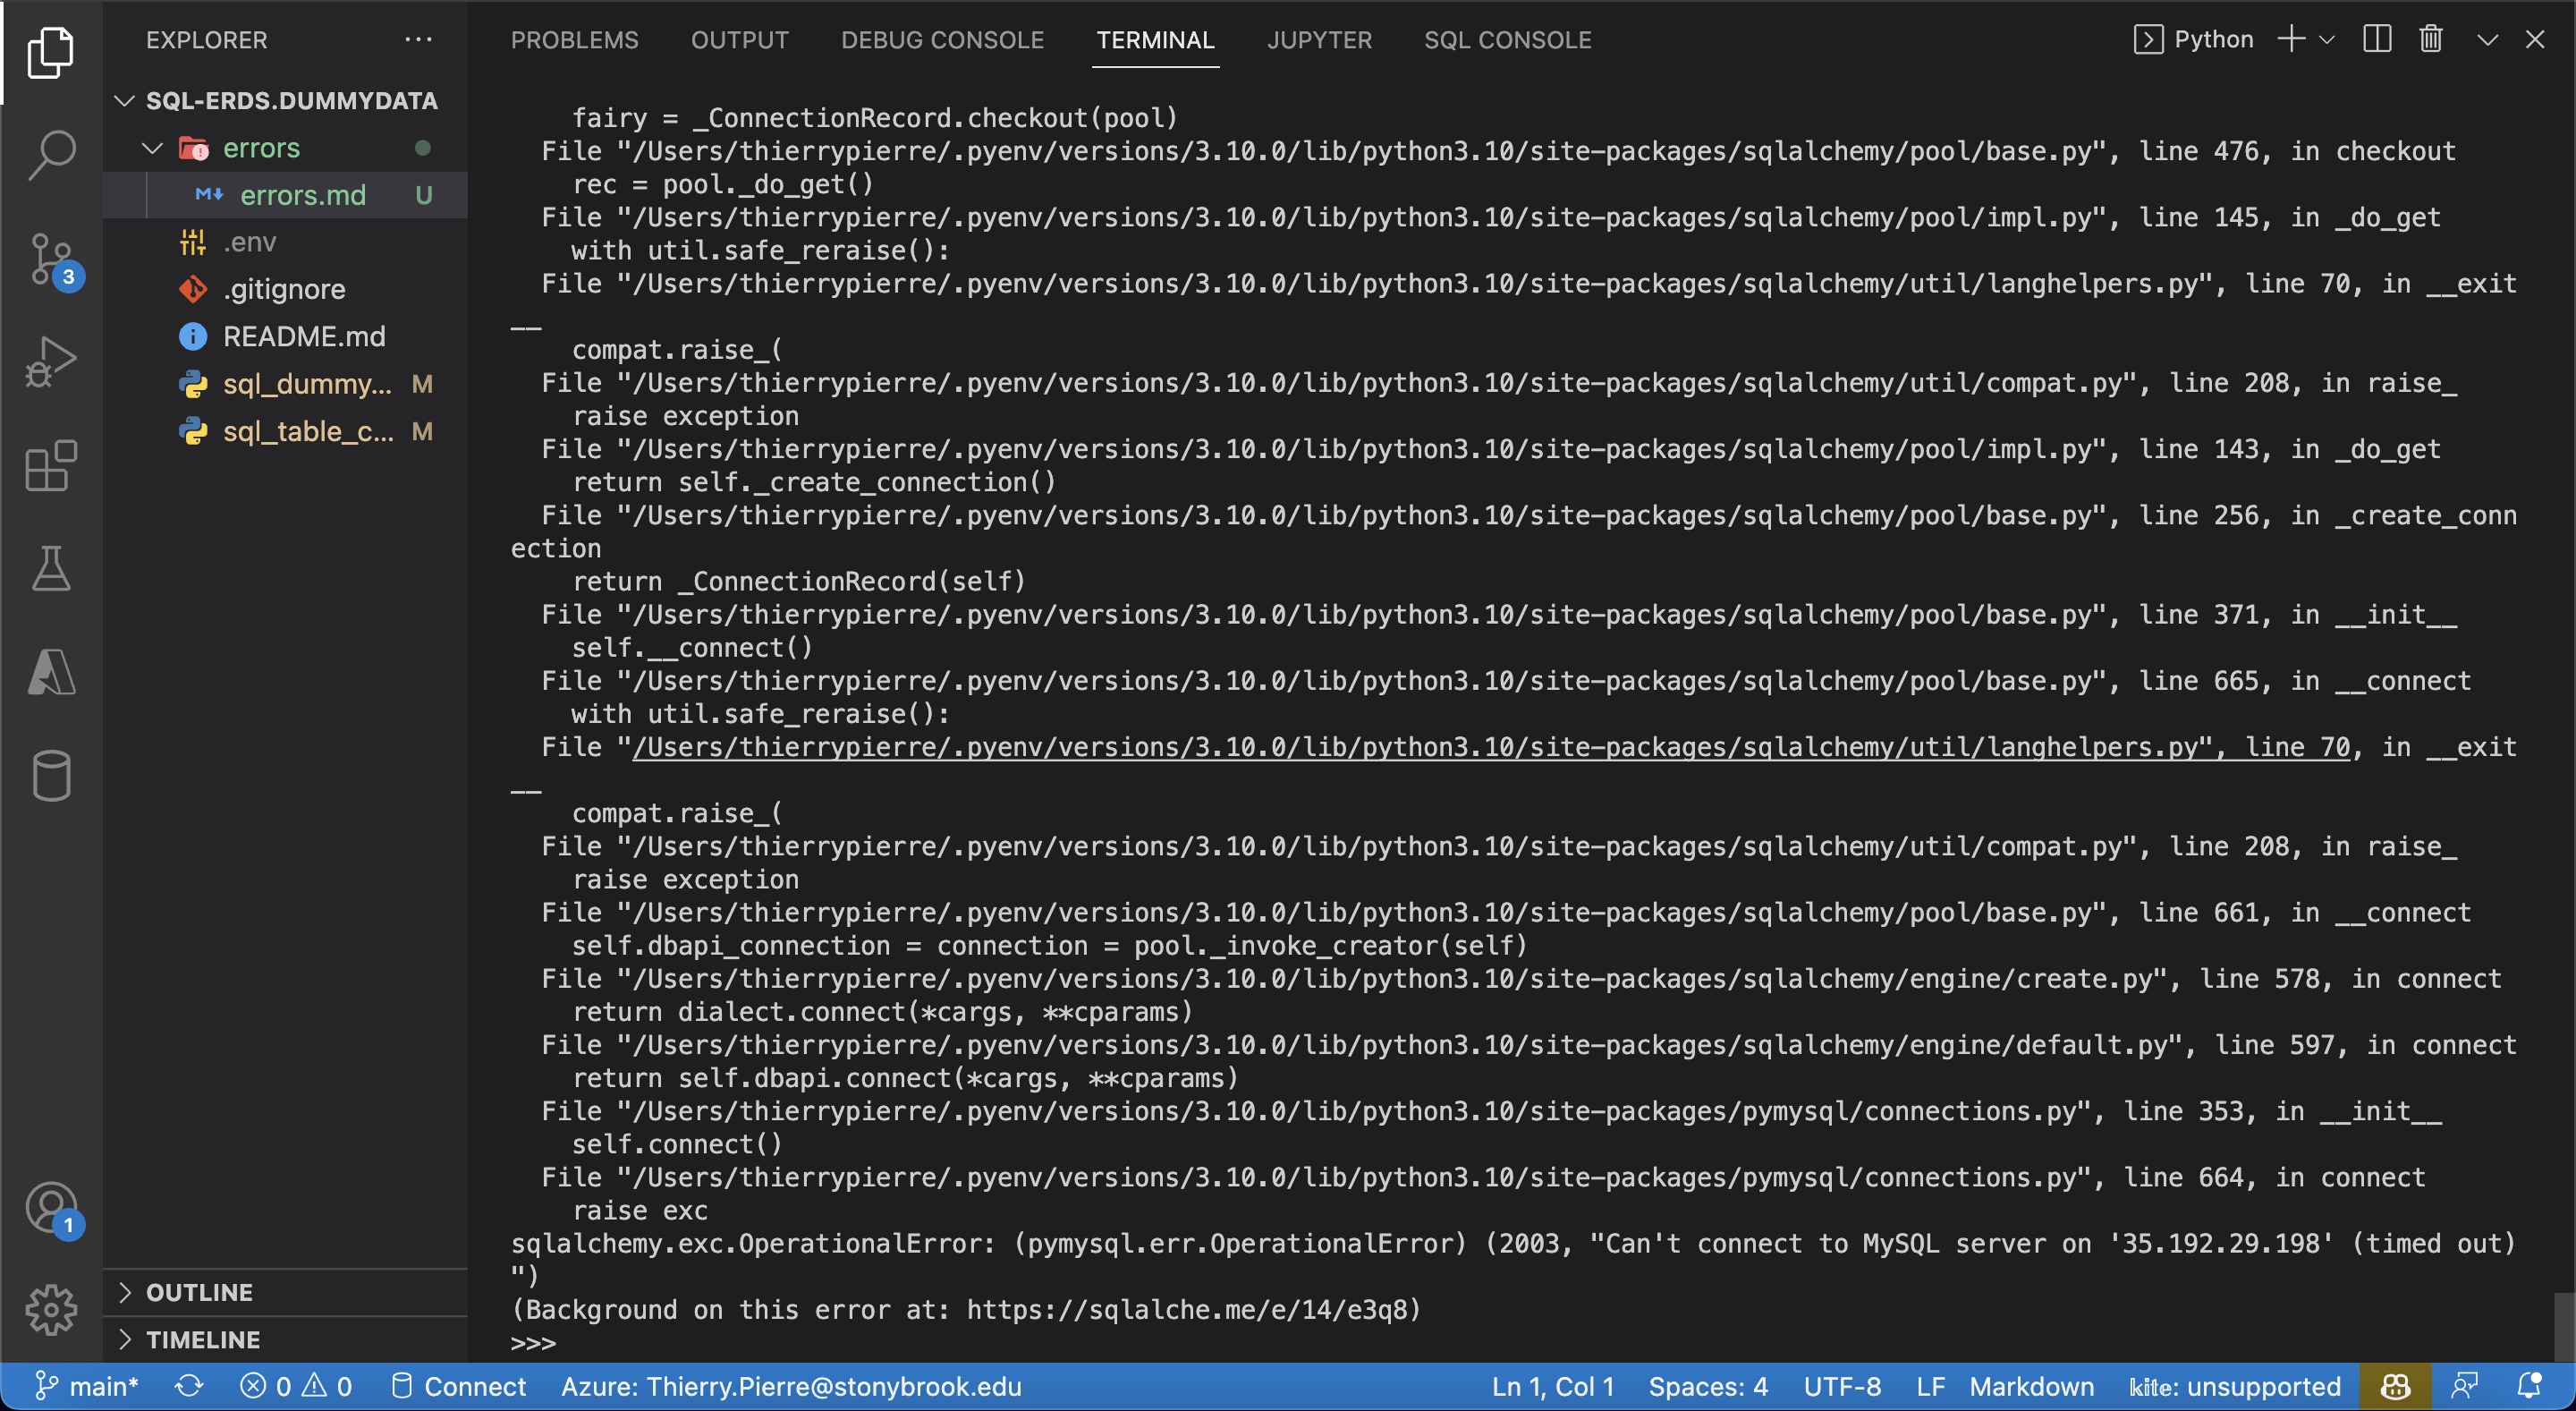 EXPLORER
SQL-ERDS.DUMMYDATA
errors
errors.md U
.env
.gitignore
README.md
sql_dummy... M
sql_table_c... M
OUTLINE
TIMELINE
3
1
PROBLEMS OUTPUT DEBUG CONSOLE TERMINAL JUPYTER SQL CONSOLE Python
fairy = _ConnectionRecord.checkout(pool)
File "/Users/thierrypierre/.pyenv/versions/3.10.0/lib/python3.10/site-packages/sqlalchemy/pool/base.py", line 476, in checkout
rec = pool._do_get()
File "/Users/thierrypierre/.pyenv/versions/3.10.0/lib/python3.10/site-packages/sqlalchemy/pool/impl.py", line 145, in _do_get
with util.safe_reraise():
File "/Users/thierrypierre/.pyenv/versions/3.10.0/lib/python3.10/site-packages/sqlalchemy/util/langhelpers.py", line 70, in __exit
__
compat.raise_(
File "/Users/thierrypierre/.pyenv/versions/3.10.0/lib/python3.10/site-packages/sqlalchemy/util/compat.py", line 208, in raise_
raise exception
File "/Users/thierrypierre/.pyenv/versions/3.10.0/lib/python3.10/site-packages/sqlalchemy/pool/impl.py", line 143, in _do_get
return self._create_connection()
File "/Users/thierrypierre/.pyenv/versions/3.10.0/lib/python3.10/site-packages/sqlalchemy/pool/base.py", line 256, in _create_conn
ection
return _ConnectionRecord(self)
File "/Users/thierrypierre/.pyenv/versions/3.10.0/lib/python3.10/site-packages/sqlalchemy/pool/base.py", line 371, in __init__
self.__connect()
File "/Users/thierrypierre/.pyenv/versions/3.10.0/lib/python3.10/site-packages/sqlalchemy/pool/base.py", line 665, in __connect
with util.safe_reraise():
File "/Users/thierrypierre/.pyenv/versions/3.10.0/lib/python3.10/site-packages/sqlalchemy/util/langhelpers.py", line 70, in __exit
__
compat.raise_(
File "/Users/thierrypierre/.pyenv/versions/3.10.0/lib/python3.10/site-packages/sqlalchemy/util/compat.py", line 208, in raise_
raise exception
File "/Users/thierrypierre/.pyenv/versions/3.10.0/lib/python3.10/site-packages/sqlalchemy/pool/base.py", line 661, in __connect
self.dbapi_connection = connection = pool._invoke_creator(self)
File "/Users/thierrypierre/.pyenv/versions/3.10.0/lib/python3.10/site-packages/sqlalchemy/engine/create.py", line 578, in connect
return dialect.connect(*cargs, **cparams)
File "/Users/thierrypierre/.pyenv/versions/3.10.0/lib/python3.10/site-packages/sqlalchemy/engine/default.py", line 597, in connect
return self.dbapi.connect(*cargs, **cparams)
File "/Users/thierrypierre/.pyenv/versions/3.10.0/lib/python3.10/site-packages/pymysql/connections.py", line 353, in __init__
self.connect()
File "/Users/thierrypierre/.pyenv/versions/3.10.0/lib/python3.10/site-packages/pymysql/connections.py", line 664, in connect
raise exc
sqlalchemy.exc.OperationalError: (pymysql.err.OperationalError) (2003, "Can't connect to MySQL server on '35.192.29.198' (timed out)
")
(Background on this error at: https://sqlalche.me/e/14/e3q8)
>>>
main* 0 0 Connect Azure: Thierry.Pierre@stonybrook.edu Ln 1, Col 1 Spaces: 4 UTF-8 LF Markdown kite: unsupported